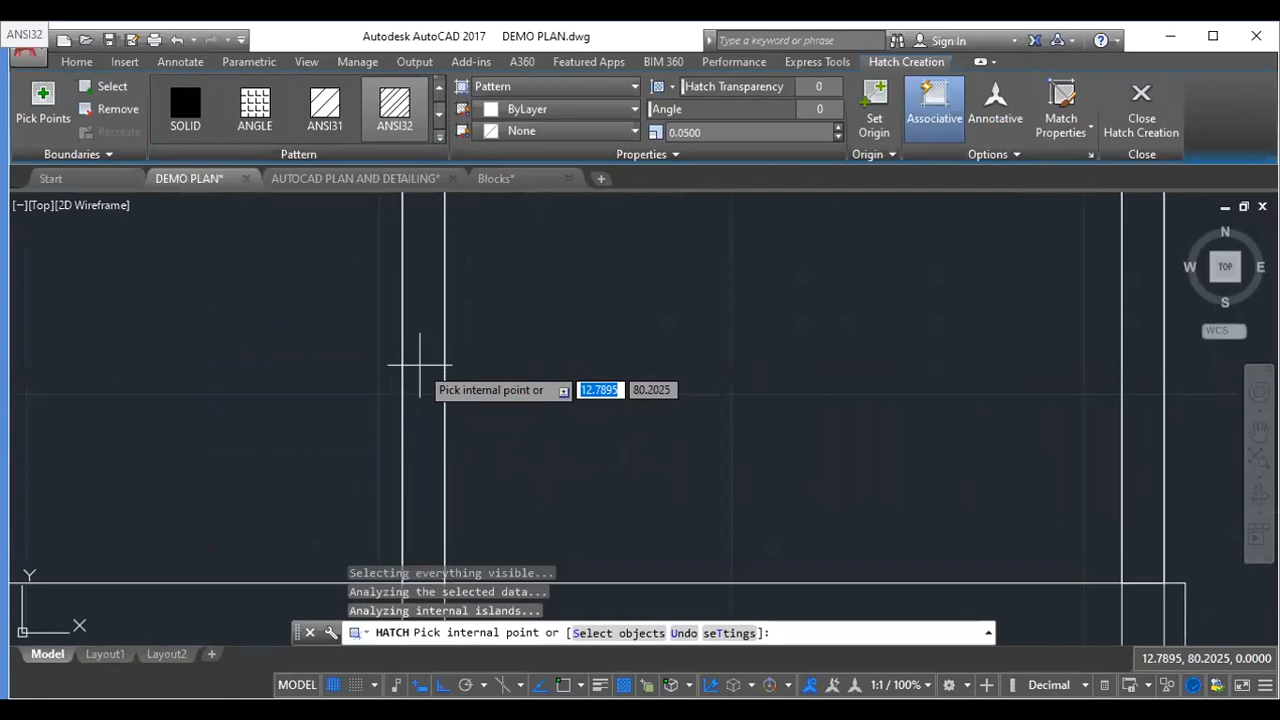 ANSI32
Autodesk AutoCAD 2017 DEMO PLAN.dwg
Type a keyword or phrase
Sign In
Home Insert Annotate Parametric View Manage Output Add-ins A360 Featured Apps BIM 360 Performance Express Tools Hatch Creation
Pick Points
Select
Remove
Recreate
Boundaries
SOLID
ANGLE
ANSI31
ANSI32
Pattern
Pattern
ByLayer
None
Hatch Transparency 0
Angle 0
0.0500
Properties
Set
Origin
Origin
Associative
Annotative
Match
Properties
Options
Close
Hatch Creation
Close
Start DEMO PLAN* AUTOCAD PLAN AND DETAILING* Blocks*
[−][Top][2D Wireframe]
N
W TOP E
S
WCS
Pick internal point or 12.7895 80.2025
Y
X
Selecting everything visible...
Analyzing the selected data...
Analyzing internal islands...
HATCH Pick internal point or [Select objects Undo seTtings]:
Model Layout1 Layout2
12.7895, 80.2025, 0.0000
MODEL 1:1 / 100% Decimal